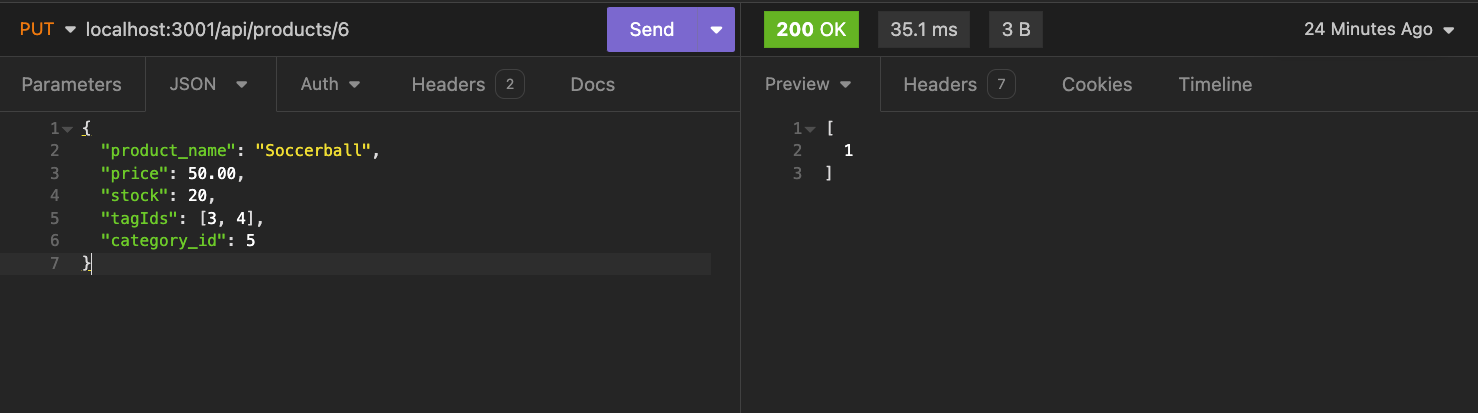 PUT localhost:3001/api/products/6 Send 200 OK 35.1 ms 3 B 24 Minutes Ago
Parameters JSON Auth Headers 2 Docs Preview Headers 7 Cookies Timeline
1 {
2 "product_name": "Soccerball",
3 "price": 50.00,
4 "stock": 20,
5 "tagIds": [3, 4],
6 "category_id": 5
7 }
1 [
2 1
3 ]